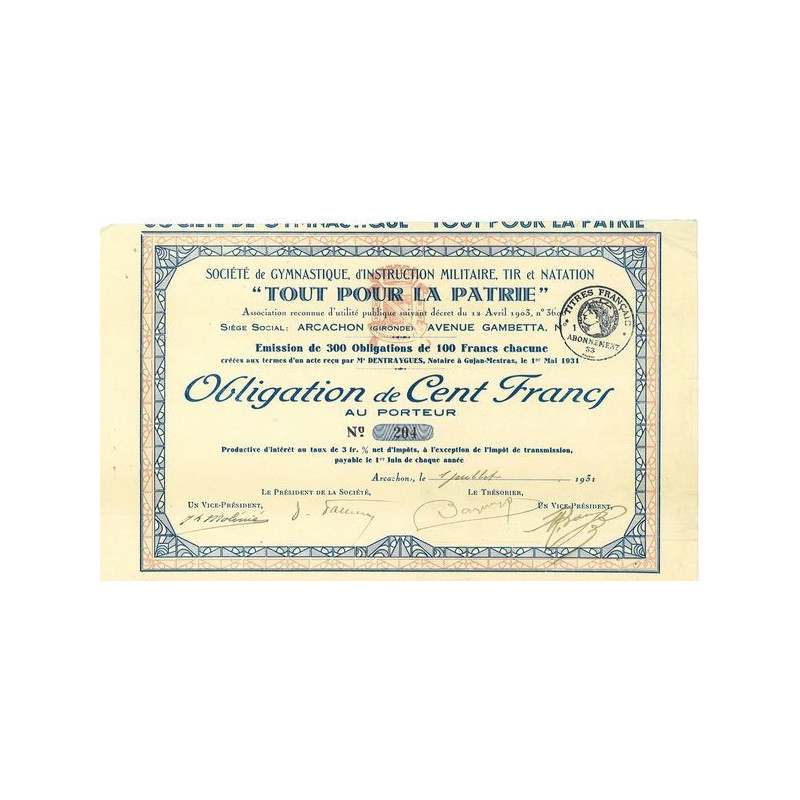 SOCIÉTÉ DE GYMNASTIQUE "TOUT POUR LA PATRIE"
SOCIÉTÉ de GYMNASTIQUE, d'INSTRUCTION MILITAIRE, TIR et NATATION
"TOUT POUR LA PATRIE"
Association reconnue d'utilité publique suivant décret du 12 Avril 1903, n° 360
SIÈGE SOCIAL: ARCACHON (GIRONDE) AVENUE GAMBETTA,
TITRES FRANÇAIS
ABONNEMENT
53
Emission de 300 Obligations de 100 Francs chacune
créées aux termes d'un acte reçu par Me DENTRAYGUES, Notaire à Gujan-Mestras, le 1er Mai 1931
Obligation de Cent Francs
AU PORTEUR
No 204
Productive d'intérêt au taux de 3 fr. % net d'impôts, à l'exception de l'impôt de transmission,
payable le 1er Juin de chaque année
Arcachon, le 1 juillet 1931
LE PRÉSIDENT DE LA SOCIÉTÉ, LE TRÉSORIER,
UN VICE-PRÉSIDENT, UN VICE-PRÉSIDENT,